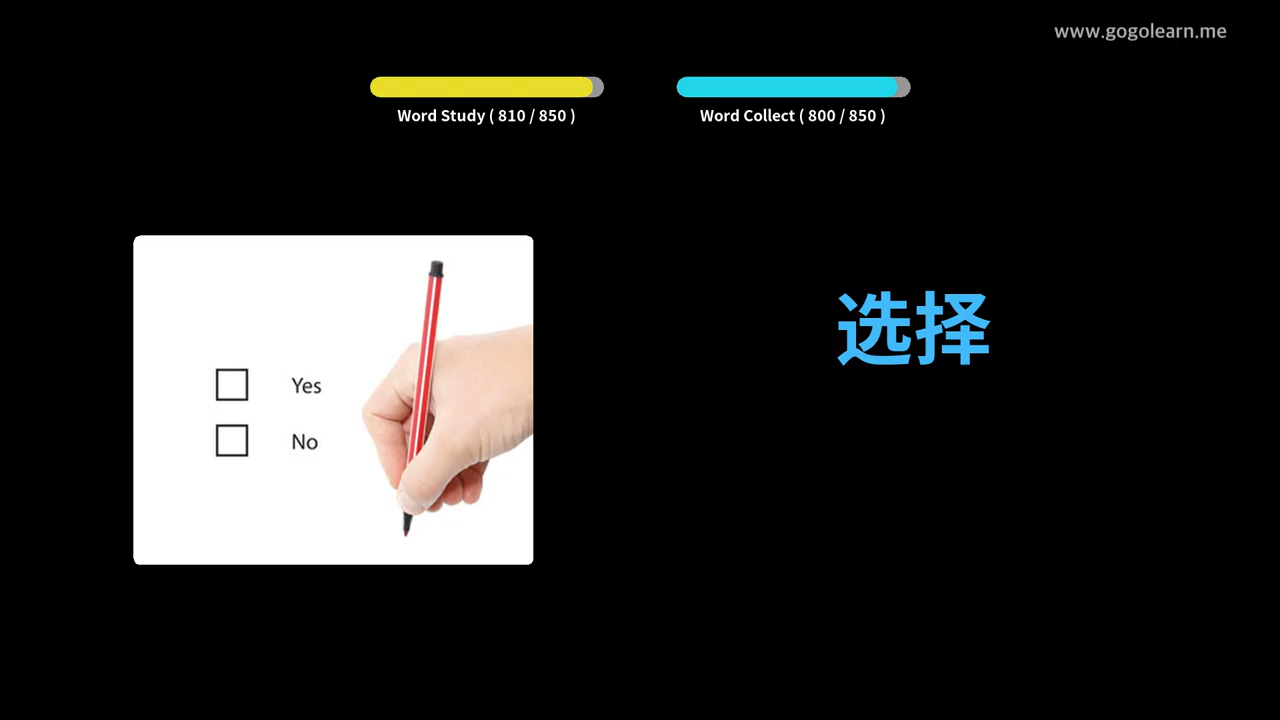 www.gogolearn.me
Word Study ( 810 / 850 )
Word Collect ( 800 / 850 )
选择
Yes
No